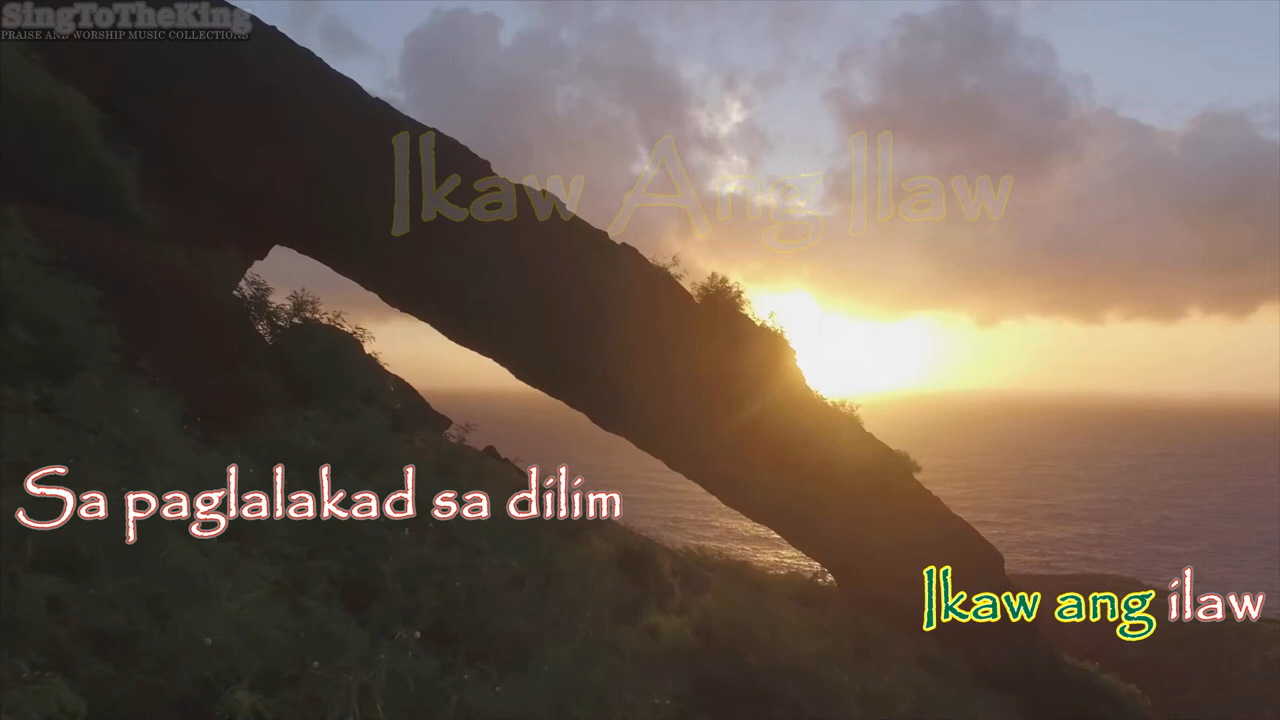 SingToTheKing
PRAISE AND WORSHIP MUSIC COLLECTIONS
Ikaw Ang Ilaw
Sa paglalakad sa dilim
Ikaw ang ilaw